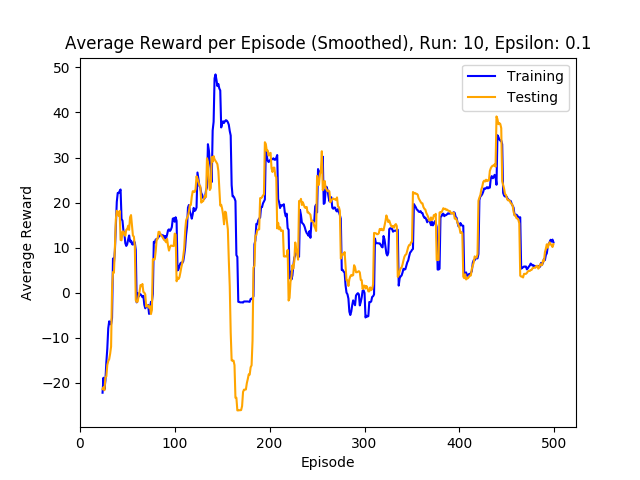 Average Reward per Episode (Smoothed), Run: 10, Epsilon: 0.1
Training
Testing
Average Reward
50
40
30
20
10
0
−10
−20
0 100 200 300 400 500
Episode